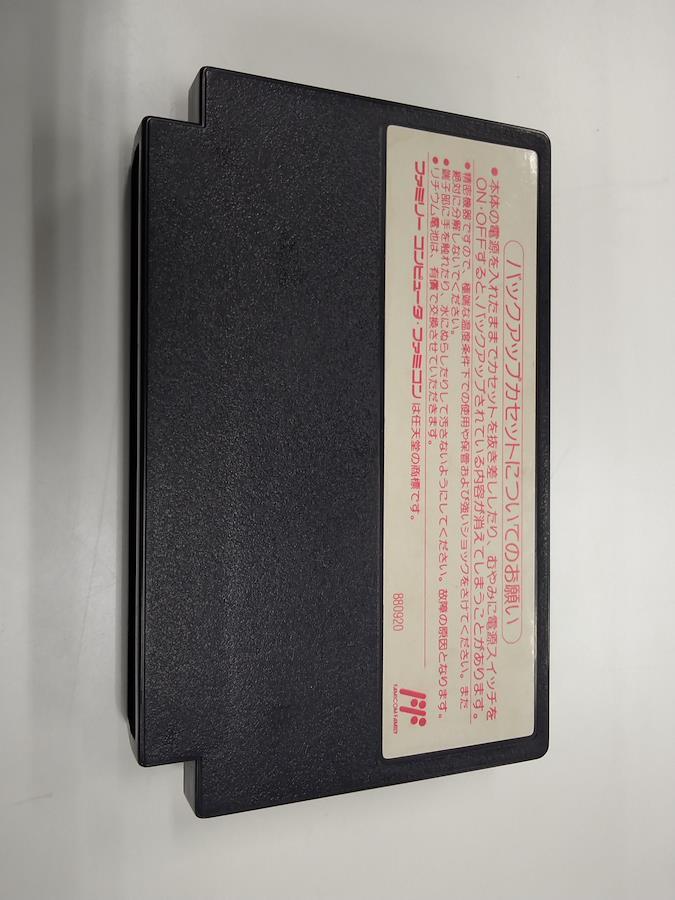 バックアップカセットについてのお願い
●本体の電源を入れたままでカセットを抜き差ししたり、むやみに電源スイッチを
ON・OFFすると、バックアップされている内容が消えてしまうことがあります。
●精密機器ですので、極端な温度条件下での使用や保管および強いショックをさけてください。また
絶対に分解しないでください。
●端子部に手を触れたり、水にぬらしたりして汚さないようにしてください。故障の原因となります。
●リチウム電池は、有償で交換させていただきます。
ファミリーコンピュータ・ファミコンは任天堂の商標です。
880920
FAMICOM FAMILY